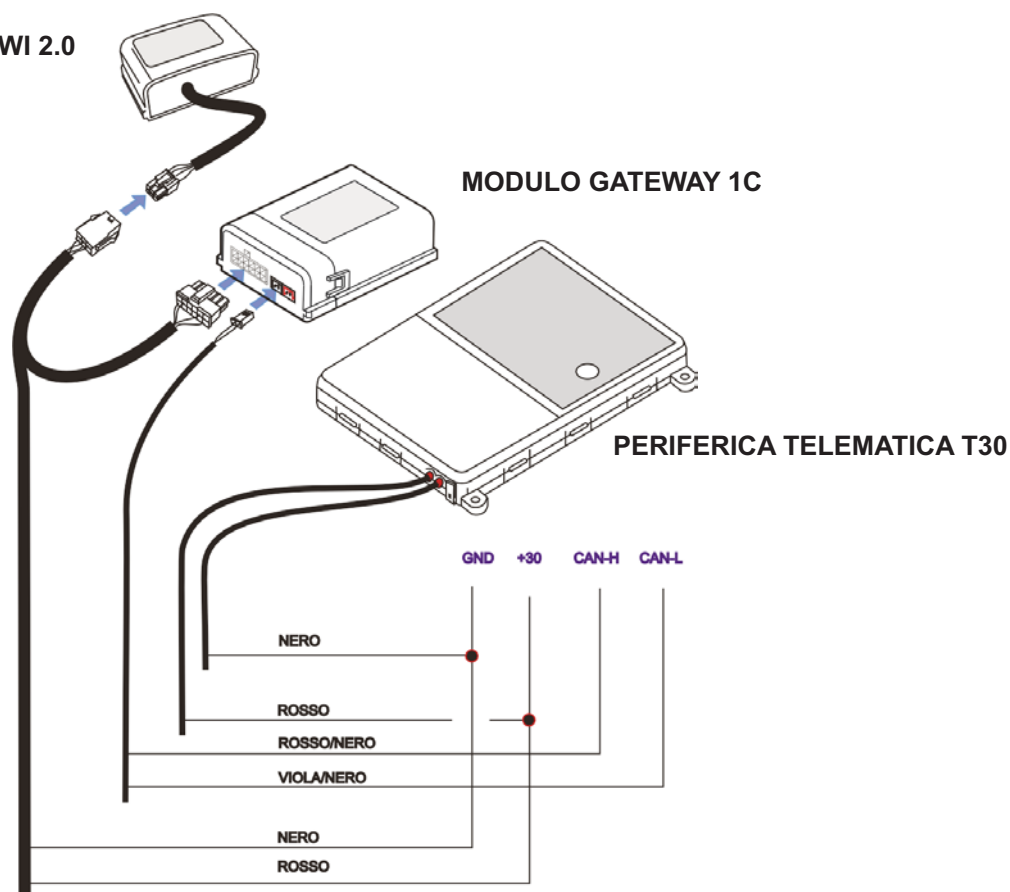 WI 2.0
MODULO GATEWAY 1C
PERIFERICA TELEMATICA T30
GND +30 CAN-H CAN-L
NERO
ROSSO
ROSSO/NERO
VIOLA/NERO
NERO
ROSSO